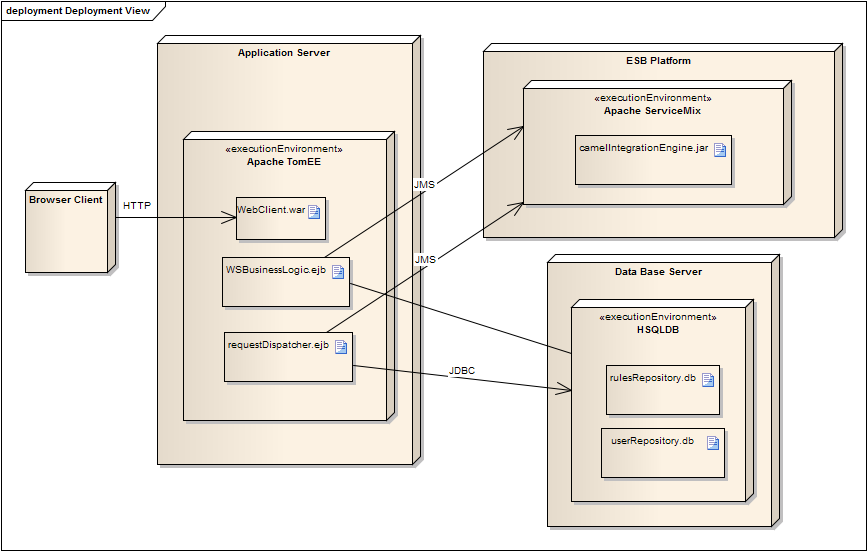 deployment Deployment View
Application Server
«executionEnvironment»
Apache TomEE
WebClient.war
WSBusinessLogic.ejb
requestDispatcher.ejb
Browser Client
HTTP
JMS
JMS
JDBC
ESB Platform
«executionEnvironment»
Apache ServiceMix
camelIntegrationEngine.jar
Data Base Server
«executionEnvironment»
HSQLDB
rulesRepository.db
userRepository.db